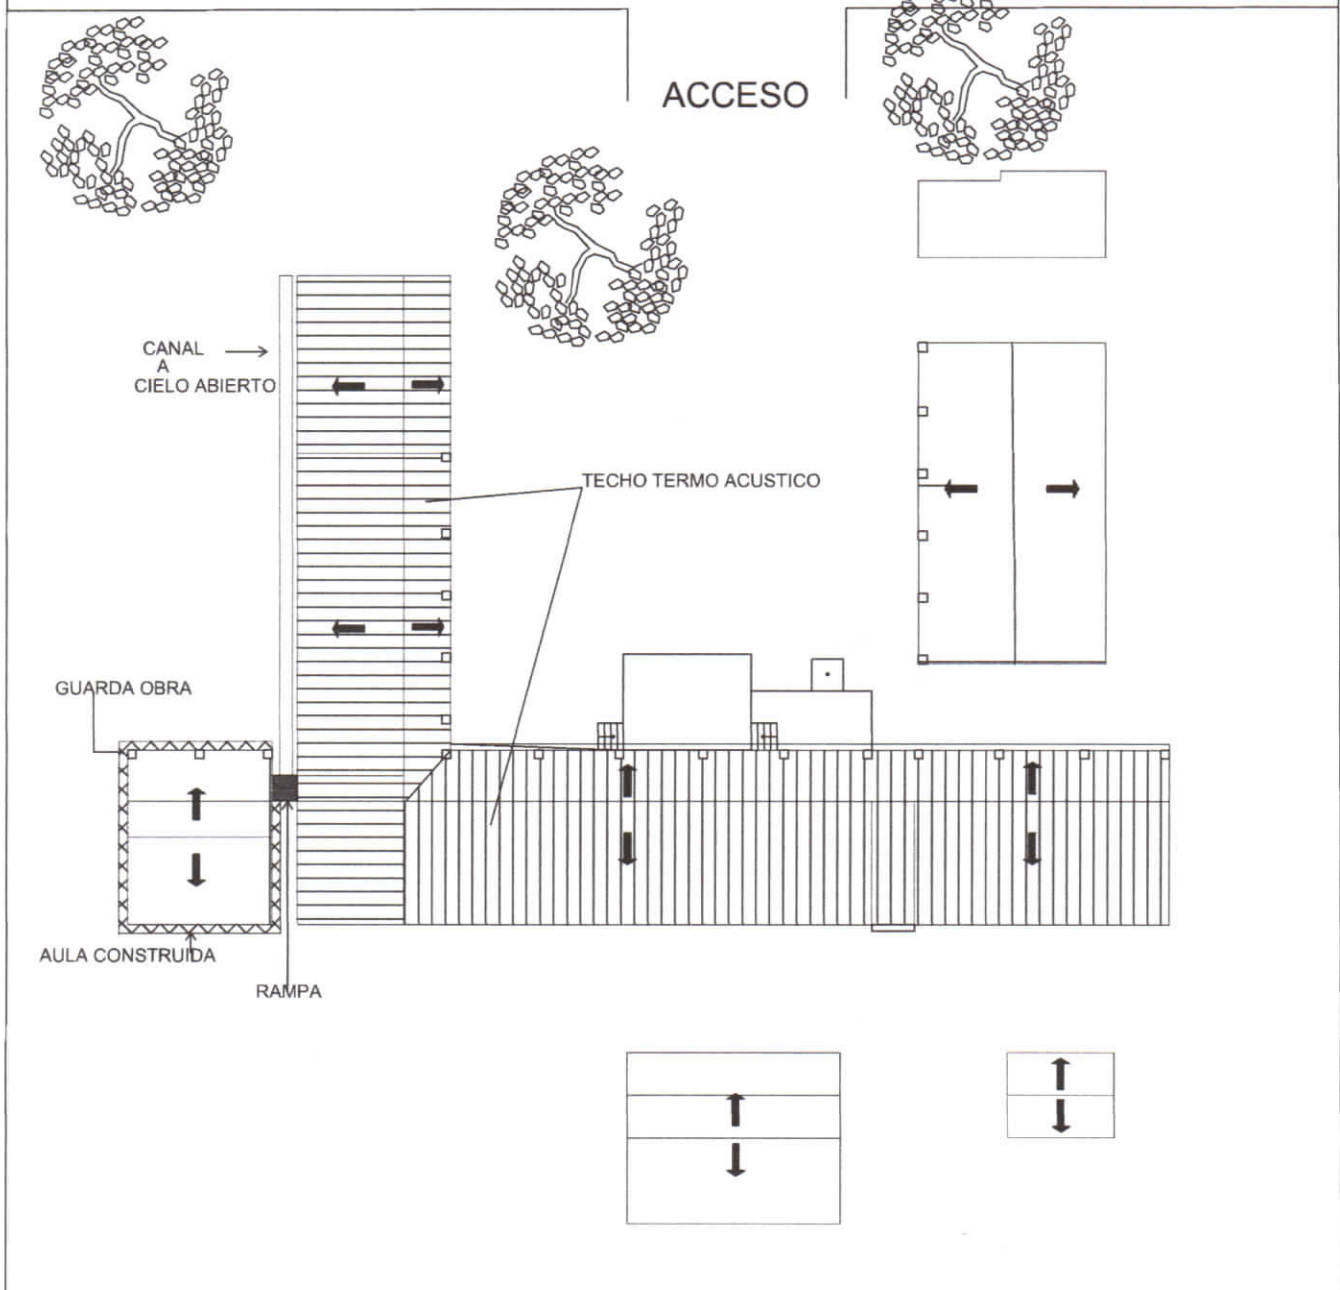 ACCESO
CANAL
A
CIELO ABIERTO
TECHO TERMO ACUSTICO
GUARDA OBRA
AULA CONSTRUIDA
RAMPA